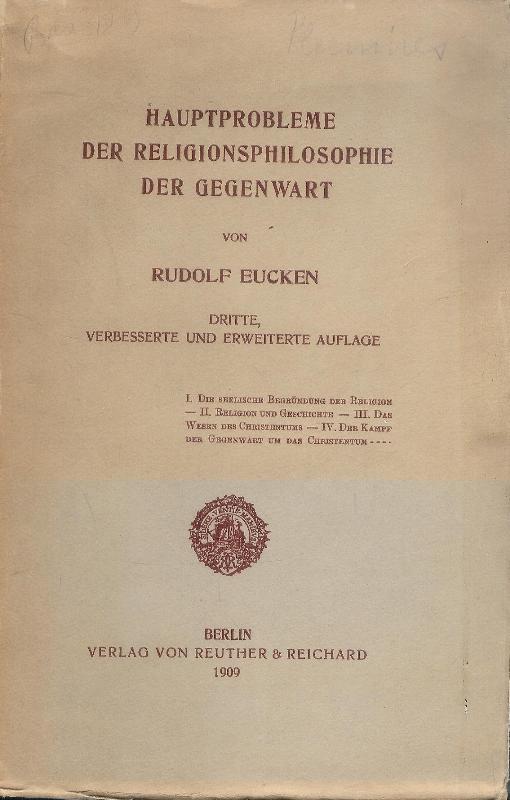 HAUPTPROBLEME
DER RELIGIONSPHILOSOPHIE
DER GEGENWART
VON
RUDOLF EUCKEN
DRITTE,
VERBESSERTE UND ERWEITERTE AUFLAGE
I. DIE SEELISCHE BEGRÜNDUNG DER RELIGION
— II. RELIGION UND GESCHICHTE — III. DAS
WESEN DES CHRISTENTUMS — IV. DER KAMPF
DER GEGENWART UM DAS CHRISTENTUM ----
BERLIN
VERLAG VON REUTHER & REICHARD
1909